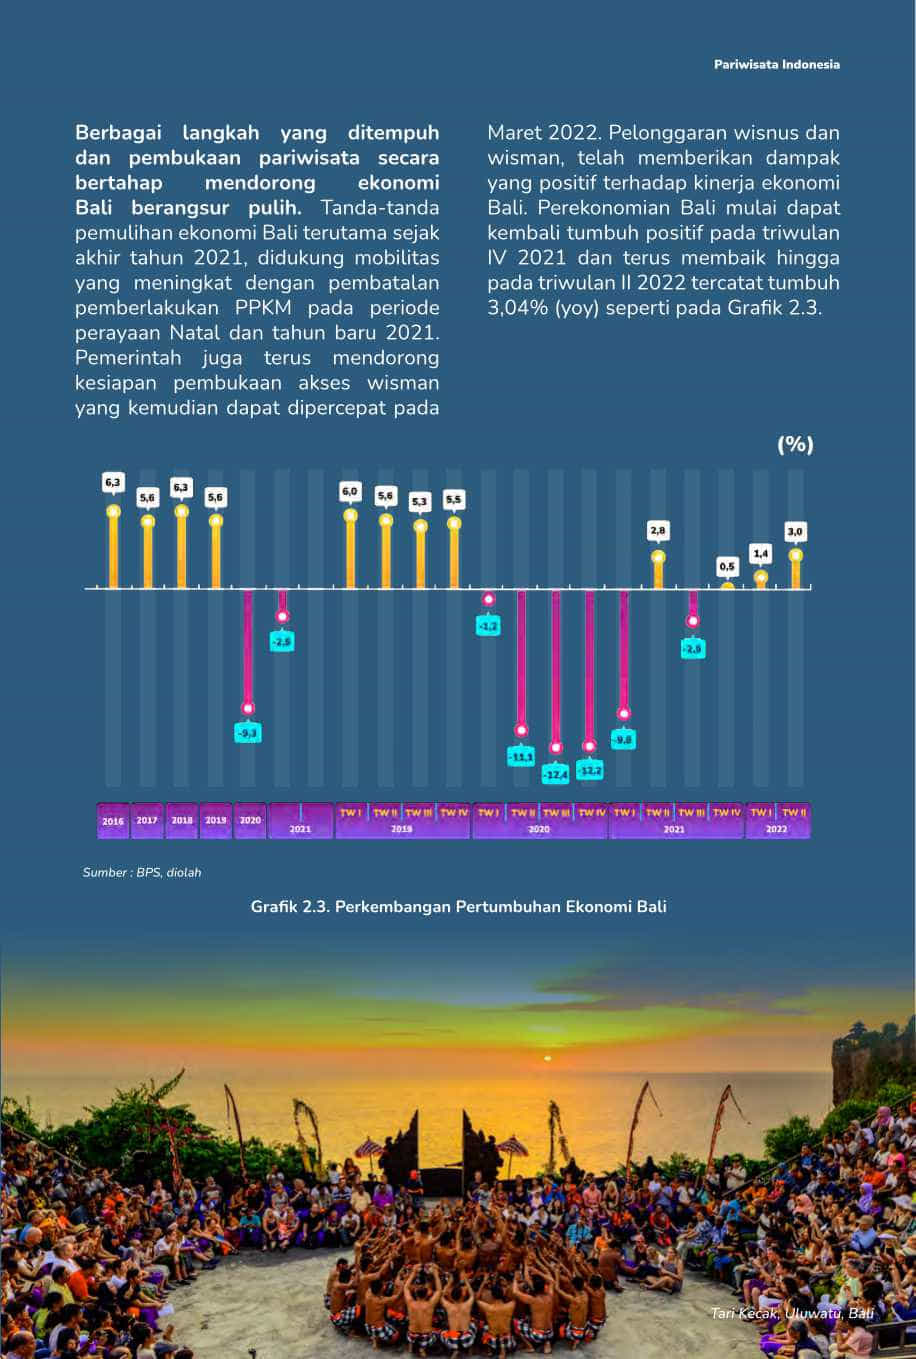 Pariwisata Indonesia
Berbagai langkah yang ditempuh
dan pembukaan pariwisata secara
bertahap mendorong ekonomi
Bali berangsur pulih. Tanda-tanda
pemulihan ekonomi Bali terutama sejak
akhir tahun 2021, didukung mobilitas
yang meningkat dengan pembatalan
pemberlakukan PPKM pada periode
perayaan Natal dan tahun baru 2021.
Pemerintah juga terus mendorong
kesiapan pembukaan akses wisman
yang kemudian dapat dipercepat pada
Maret 2022. Pelonggaran wisnus dan
wisman, telah memberikan dampak
yang positif terhadap kinerja ekonomi
Bali. Perekonomian Bali mulai dapat
kembali tumbuh positif pada triwulan
IV 2021 dan terus membaik hingga
pada triwulan II 2022 tercatat tumbuh
3,04% (yoy) seperti pada Grafik 2.3.
(%)
6,3 5,6 6,3 5,6 6,0 5,6 5,3 5,5 2,8 0,5 1,4 3,0
-9,3 -1,2 -11,1 -12,4 -12,2 -2,9
TW I TW II TW III TW IV TW I TW II TW III TW IV TW I TW II TW III TW IV TW I TW II
2016 2017 2018 2019 2020 2021 2019 2020 2021 2022
Sumber : BPS, diolah
Grafik 2.3. Perkembangan Pertumbuhan Ekonomi Bali
Tari Kecak, Uluwatu, Bali